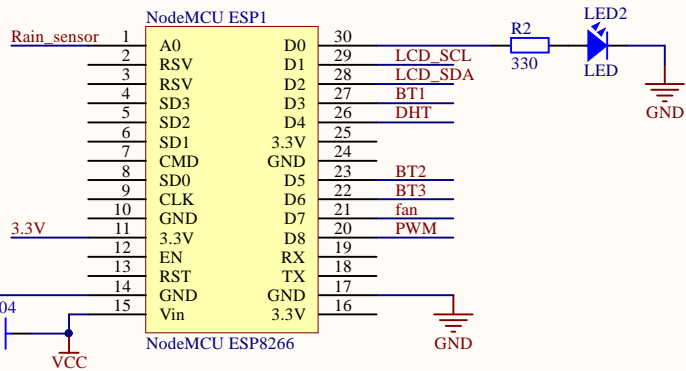 NodeMCU ESP1
LED2
Rain_sensor 1 A0 D0 30 R2
2 RSV D1 29 LCD_SCL 330 LED
3 RSV D2 28 LCD_SDA
4 SD3 D3 27 BT1 GND
5 SD2 D4 26 DHT
6 SD1 3.3V 25
7 CMD GND 24
8 SD0 D5 23 BT2
9 CLK D6 22 BT3
10 GND D7 21 fan
3.3V 11 3.3V D8 20 PWM
12 EN RX 19
13 RST TX 18
14 GND GND 17
04 15 Vin 3.3V 16
NodeMCU ESP8266 GND
VCC